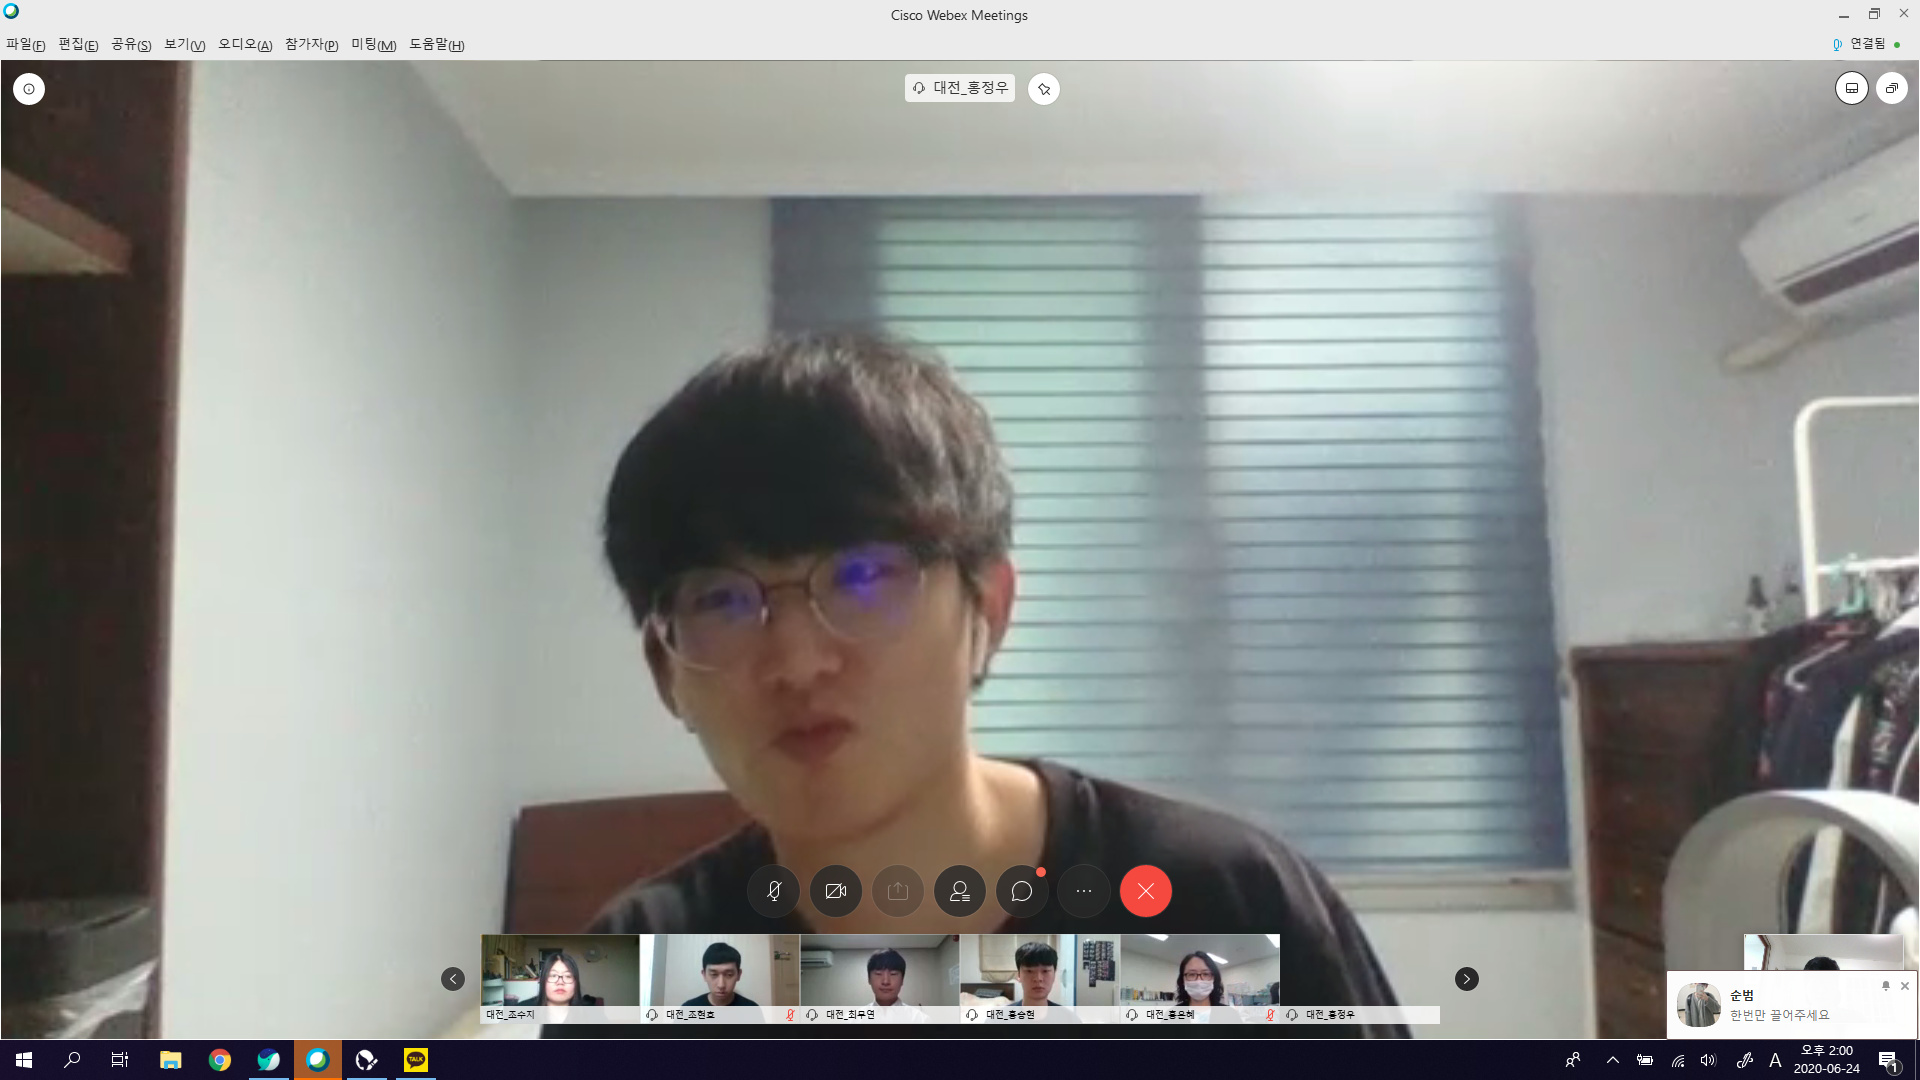 Cisco Webex Meetings
파일(F) 편집(E) 공유(S) 보기(V) 오디오(A) 참가자(P) 미팅(M) 도움말(H)
연결됨
대전_홍정우
대전_조수지
대전_조현호
대전_최무연
대전_홍승현
대전_홍은혜
대전_홍정우
순범
한번만 끌어주세요
TALK
A
오후 2:00
2020-06-24
1